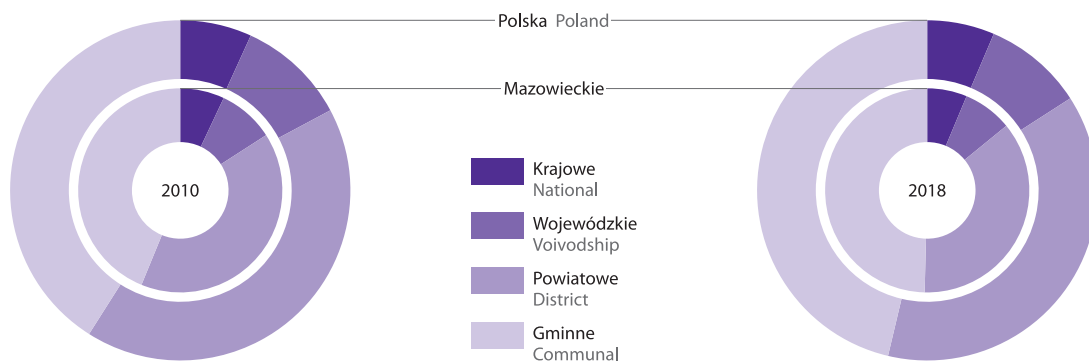 Polska Poland
Mazowieckie
2010
Krajowe
National
Wojewódzkie
Voivodship
Powiatowe
District
Gminne
Communal
2018